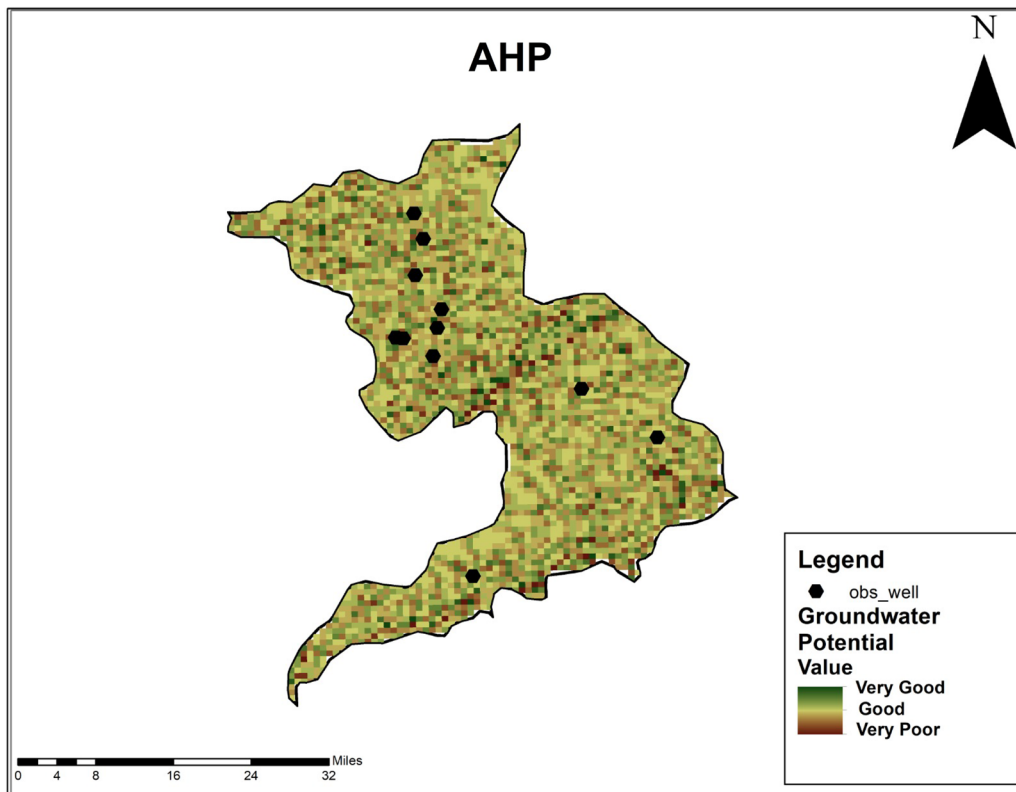 AHP
N
Legend
obs_well
Groundwater
Potential
Value
Very Good
Good
Very Poor
Miles
0 4 8 16 24 32